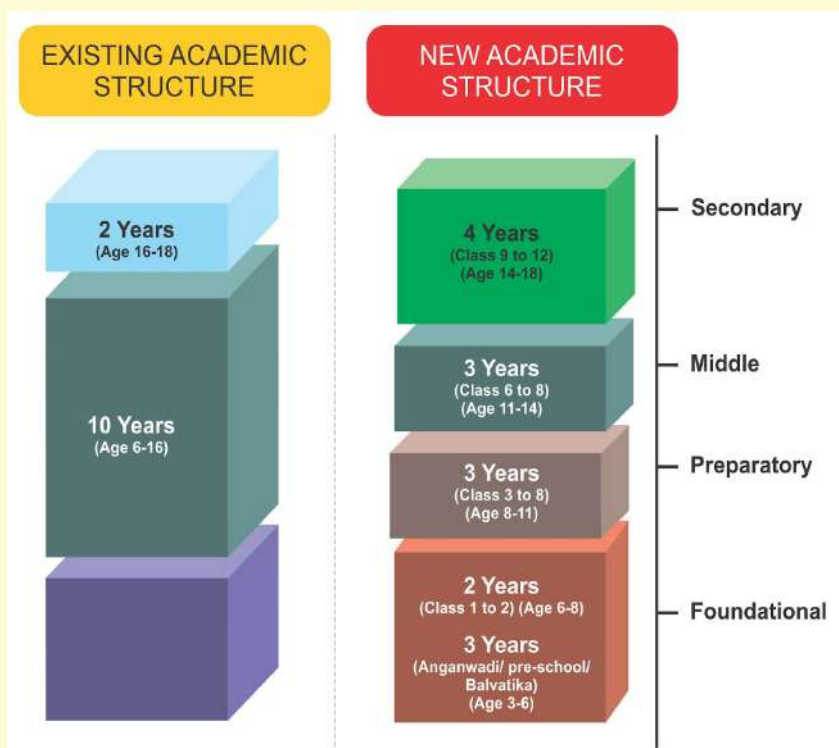 EXISTING ACADEMIC
STRUCTURE
NEW ACADEMIC
STRUCTURE
2 Years
(Age 16-18)
10 Years
(Age 6-16)
4 Years
(Class 9 to 12)
(Age 14-18)
Secondary
3 Years
(Class 6 to 8)
(Age 11-14)
Middle
3 Years
(Class 3 to 8)
(Age 8-11)
Preparatory
2 Years
(Class 1 to 2) (Age 6-8)
3 Years
(Anganwadi/ pre-school/
Balvatika)
(Age 3-6)
Foundational